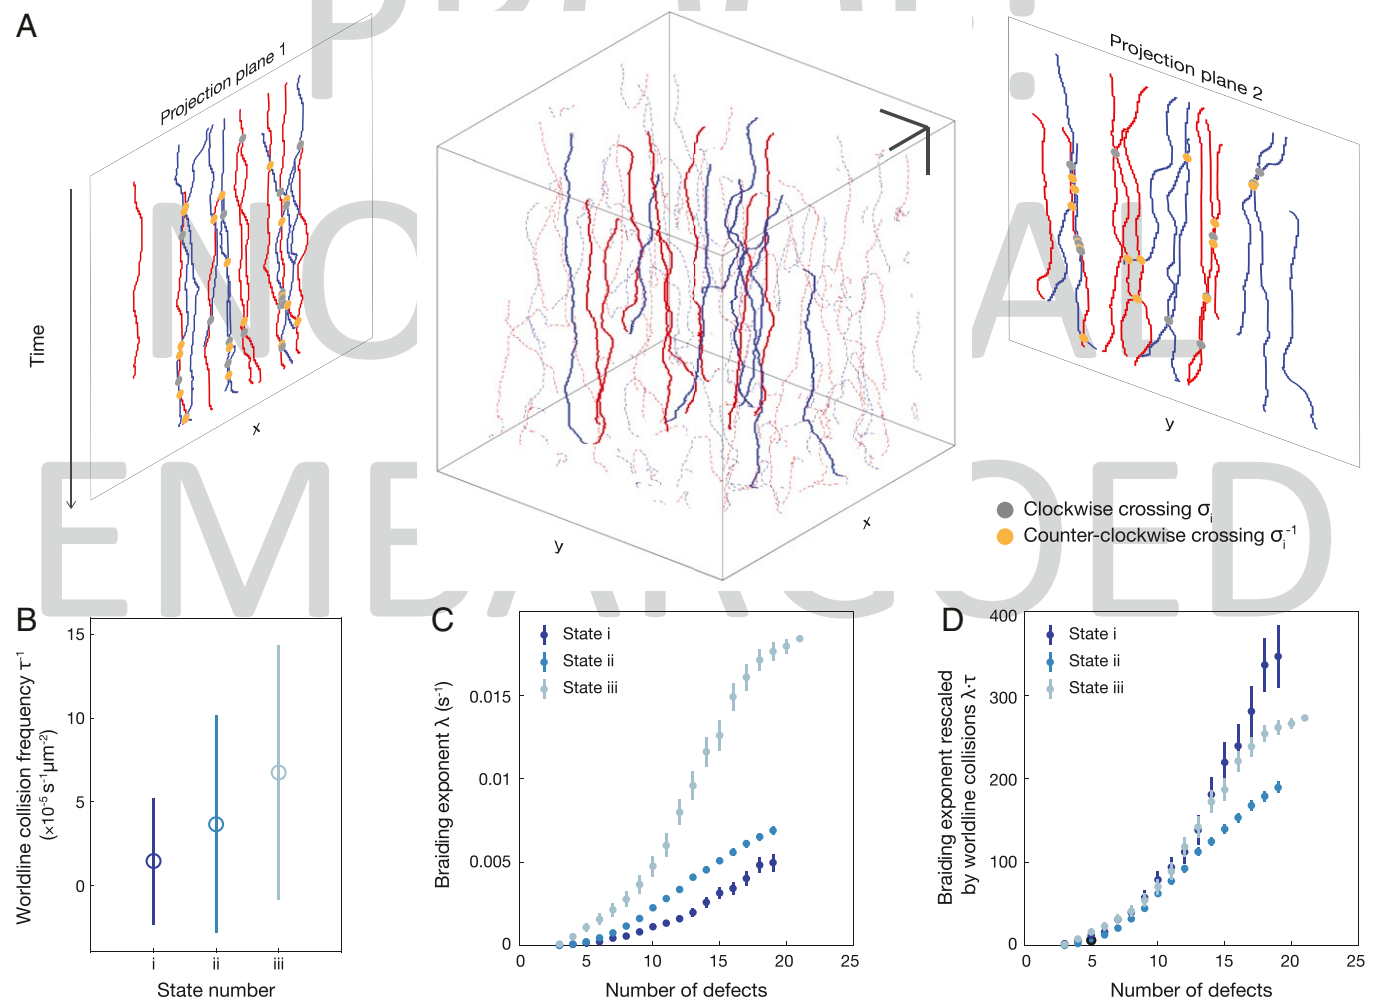 A
Projection plane 1
Projection plane 2
Time
x
y
x
y
Clockwise crossing σi
Counter-clockwise crossing σi-1
EMBARGOED
B
Worldline collision frequency τ-1
(×10-5 s-1μm-2)
15
10
5
0
i ii iii
State number
C
State i
State ii
State iii
Braiding exponent λ (s-1)
0.015
0.01
0.005
0
0 5 10 15 20 25
Number of defects
D
State i
State ii
State iii
Braiding exponent rescaled
by worldline collisions λ·τ
400
300
200
100
0
0 5 10 15 20 25
Number of defects